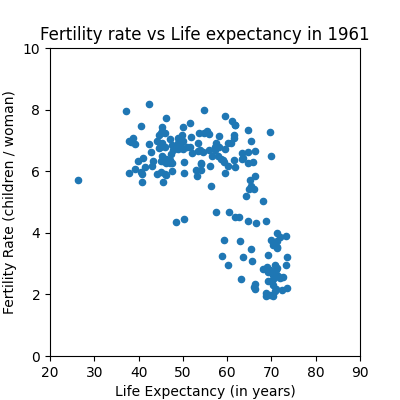 Fertility rate vs Life expectancy in 1961
10
8
6
4
2
0
Fertility Rate (children / woman)
20 30 40 50 60 70 80 90
Life Expectancy (in years)